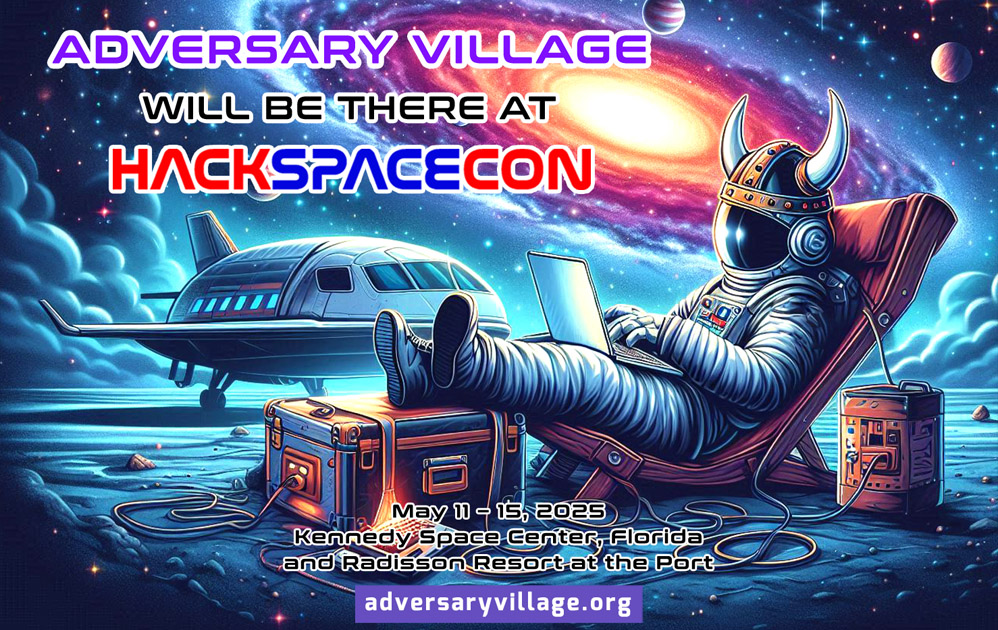 ADVERSARY VILLAGE
WILL BE THERE AT
HACKSPACECON
May 11 - 15, 2025
Kennedy Space Center, Florida
and Radisson Resort at the Port
adversaryvillage.org